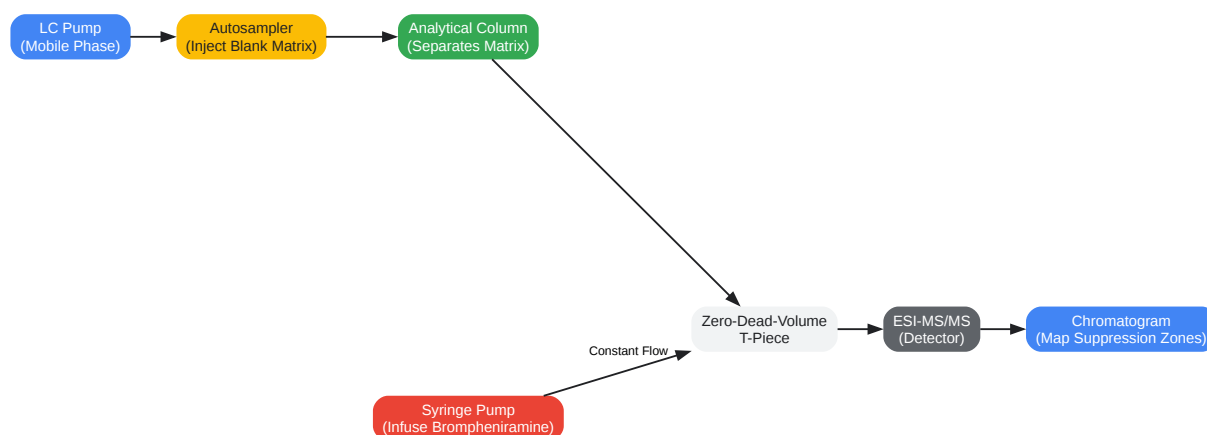 LC Pump
(Mobile Phase)
Autosampler
(Inject Blank Matrix)
Analytical Column
(Separates Matrix)
Zero-Dead-Volume
T-Piece
ESI-MS/MS
(Detector)
Chromatogram
(Map Suppression Zones)
Constant Flow
Syringe Pump
(Infuse Brompheniramine)